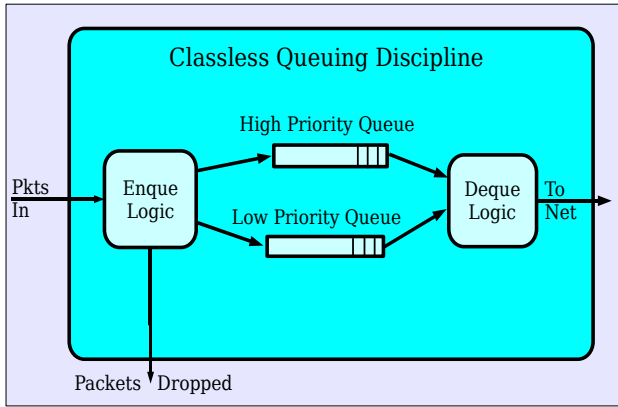 Classless Queuing Discipline
High Priority Queue
Pkts
In
Enque
Logic
Low Priority Queue
Deque
Logic
To
Net
Packets Dropped